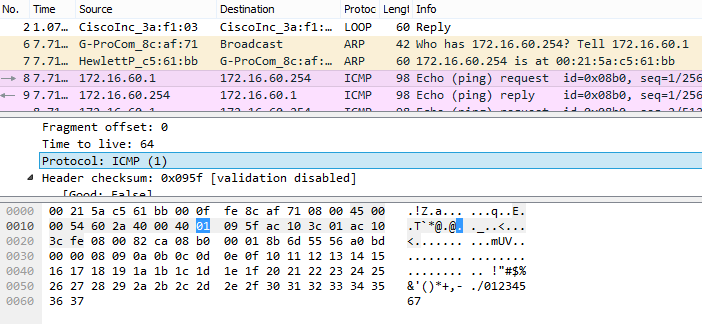 No. Time Source Destination Protoc Lengt Info
2 1.07… CiscoInc_3a:f1:03 CiscoInc_3a:f1:… LOOP 60 Reply
6 7.71… G-ProCom_8c:af:71 Broadcast ARP 42 Who has 172.16.60.254? Tell 172.16.60.1
7 7.71… HewlettP_c5:61:bb G-ProCom_8c:af:… ARP 60 172.16.60.254 is at 00:21:5a:c5:61:bb
8 7.71… 172.16.60.1 172.16.60.254 ICMP 98 Echo (ping) request id=0x08b0, seq=1/256
9 7.71… 172.16.60.254 172.16.60.1 ICMP 98 Echo (ping) reply id=0x08b0, seq=1/256
Fragment offset: 0
Time to live: 64
Protocol: ICMP (1)
Header checksum: 0x095f [validation disabled]
[Good: False]
0000 00 21 5a c5 61 bb 00 0f fe 8c af 71 08 00 45 00 .!Z.a... ...q..E.
0010 00 54 60 2a 40 00 40 01 09 5f ac 10 3c 01 ac 10 .T`*@.@. ._..<...
0020 3c fe 08 00 82 ca 08 b0 00 01 8b 6d 55 56 a0 bd <....... ...mUV..
0030 00 00 08 09 0a 0b 0c 0d 0e 0f 10 11 12 13 14 15 ........ ........
0040 16 17 18 19 1a 1b 1c 1d 1e 1f 20 21 22 23 24 25 ........ .. !"#$%
0050 26 27 28 29 2a 2b 2c 2d 2e 2f 30 31 32 33 34 35 &'()*+,- ./012345
0060 36 37 67